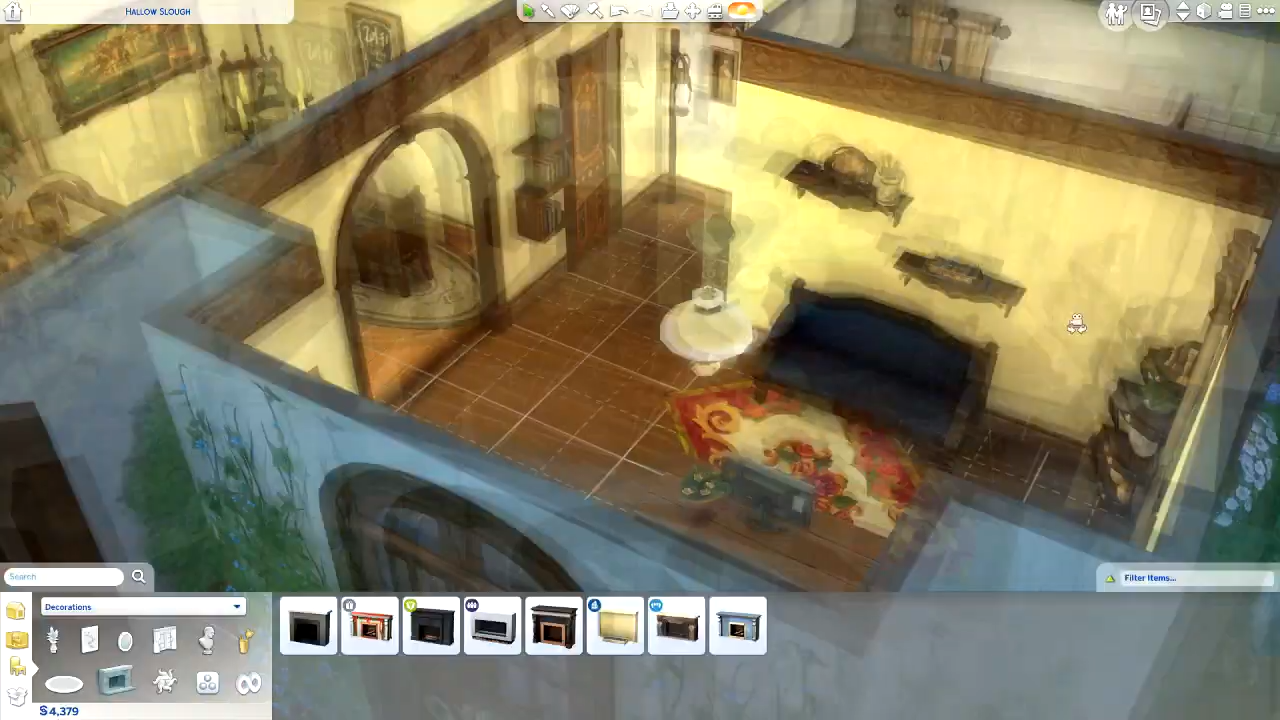 HALLOW SLOUGH
Search
Filter Items...
Decorations
§4,379